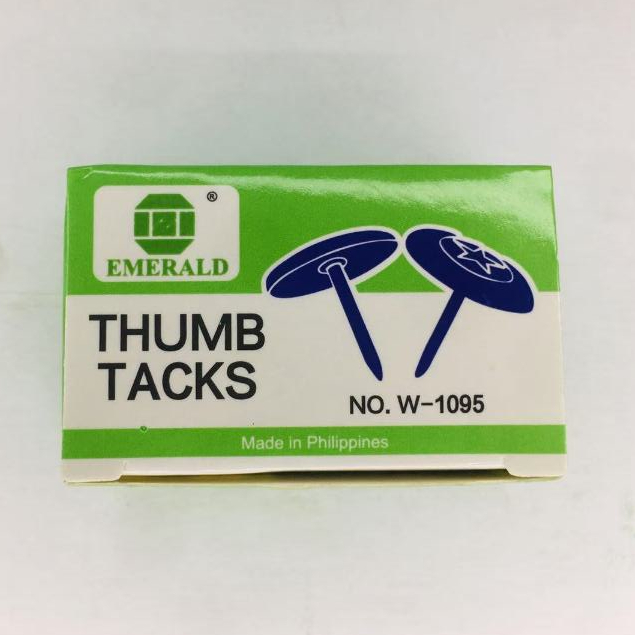 ®
EMERALD
THUMB
TACKS
NO. W-1095
Made in Philippines